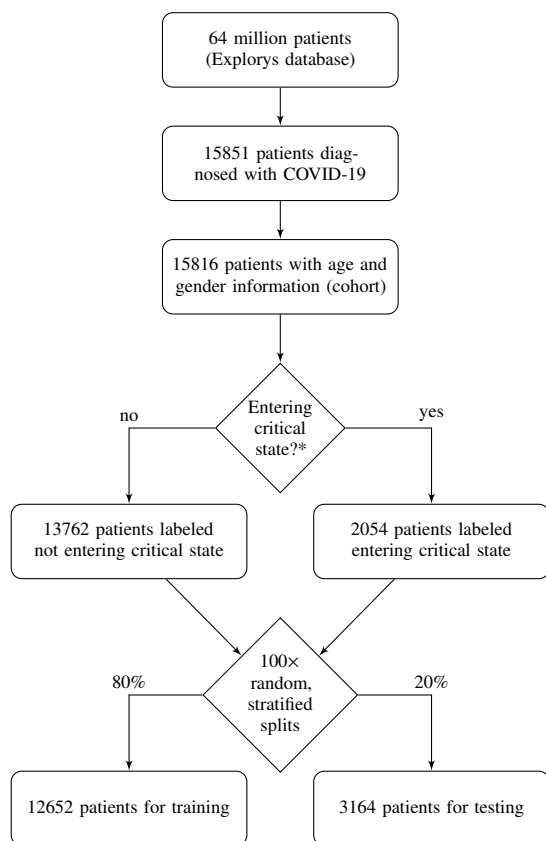 64 million patients
(Explorys database)
15851 patients diag-
nosed with COVID-19
15816 patients with age and
gender information (cohort)
Entering
critical
state?*
no
yes
13762 patients labeled
not entering critical state
2054 patients labeled
entering critical state
100×
random,
stratified
splits
80%
20%
12652 patients for training
3164 patients for testing